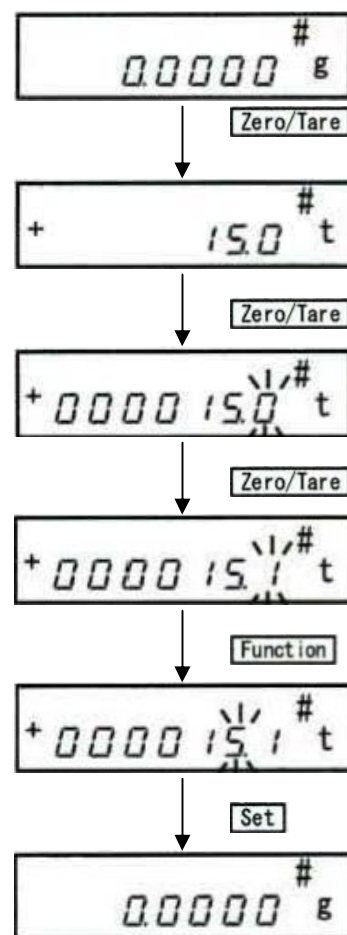 #
0.0000 g
Zero/Tare
#
+ 15.0 t
Zero/Tare
#
+ 000015.0 t
Zero/Tare
#
+ 000015.1 t
Function
#
+ 000015.1 t
Set
#
0.0000 g